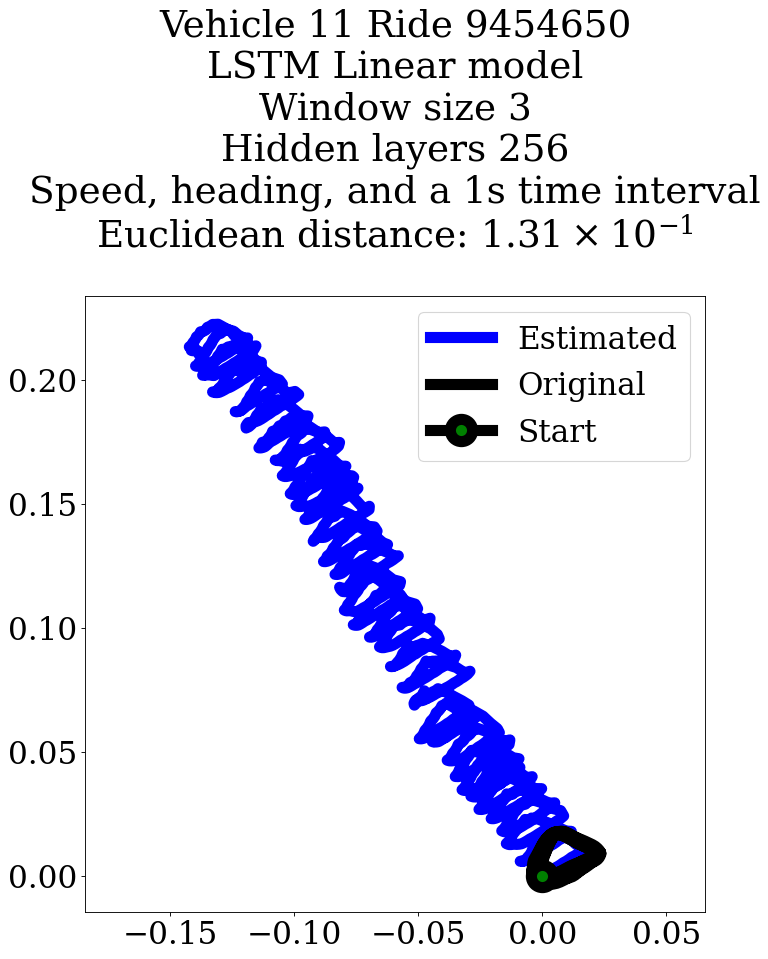 Vehicle 11 Ride 9454650
LSTM Linear model
Window size 3
Hidden layers 256
Speed, heading, and a 1s time interval
Euclidean distance: 1.31 × 10⁻¹
Estimated
Original
Start
0.20
0.15
0.10
0.05
0.00
−0.15 −0.10 −0.05 0.00 0.05